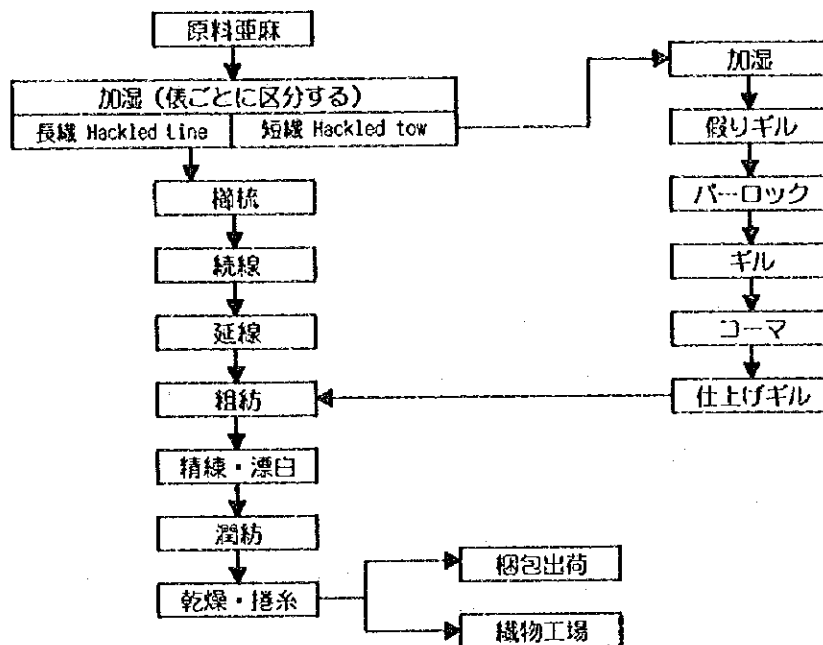 原料亜麻
加湿（俵ごとに区分する）
長繊 Hackled Line
短繊 Hackled tow
櫛梳
続線
延線
粗紡
精練・漂白
潤紡
乾燥・捲糸
加湿
假りギル
パーロック
ギル
コーマ
仕上げギル
梱包出荷
織物工場